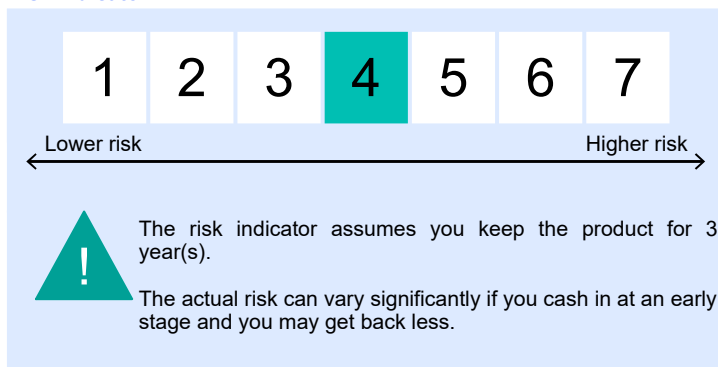 1 2 3 4 5 6 7
Lower risk Higher risk
!
The risk indicator assumes you keep the product for 3
year(s).
The actual risk can vary significantly if you cash in at an early
stage and you may get back less.